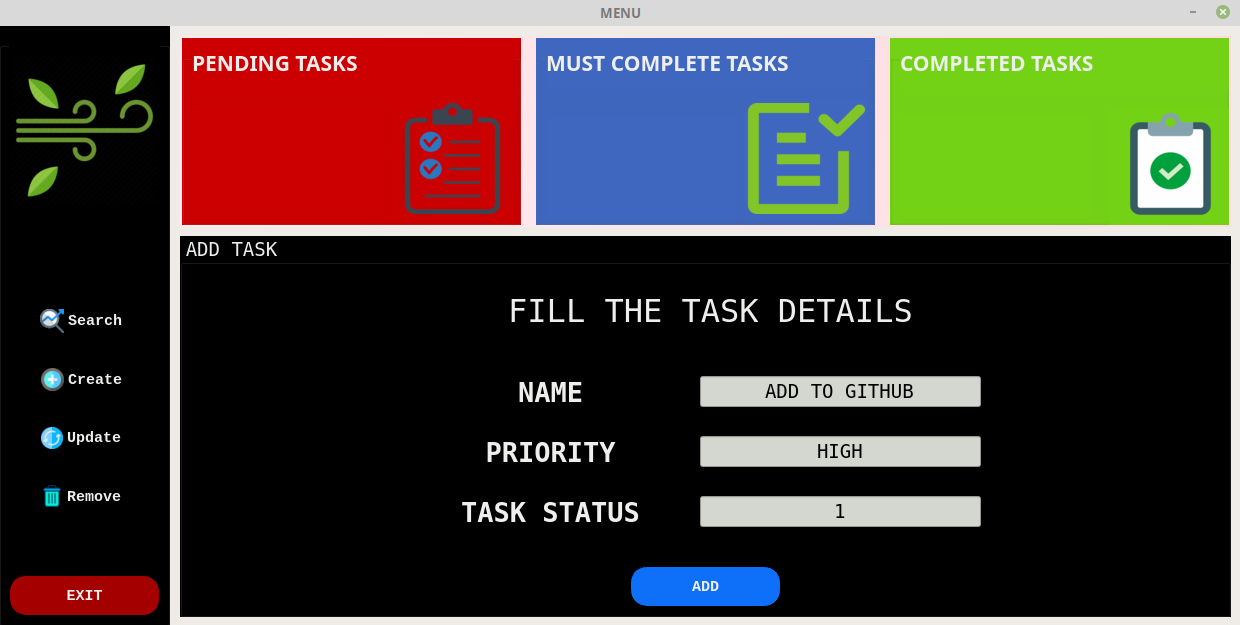 MENU
PENDING TASKS
MUST COMPLETE TASKS
COMPLETED TASKS
Search
Create
Update
Remove
EXIT
ADD TASK
FILL THE TASK DETAILS
NAME ADD TO GITHUB
PRIORITY HIGH
TASK STATUS 1
ADD